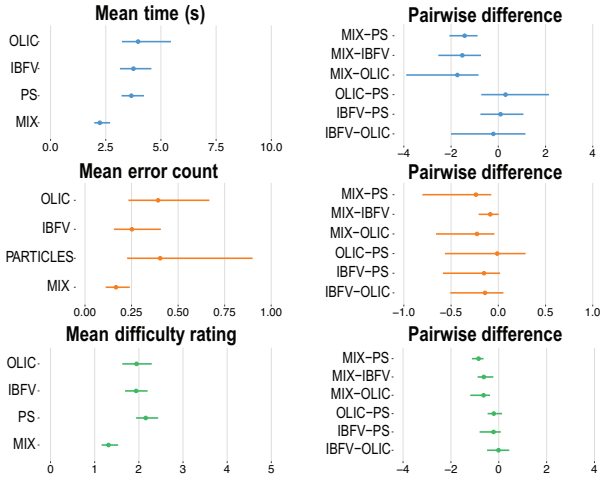 Mean time (s)
OLIC
IBFV
PS
MIX
0.0 2.5 5.0 7.5 10.0
Pairwise difference
MIX−PS
MIX−IBFV
MIX−OLIC
OLIC−PS
IBFV−PS
IBFV−OLIC
−4 −2 0 2 4
Mean error count
OLIC
IBFV
PARTICLES
MIX
0.00 0.25 0.50 0.75 1.00
Pairwise difference
MIX−PS
MIX−IBFV
MIX−OLIC
OLIC−PS
IBFV−PS
IBFV−OLIC
−1.0 −0.5 0.0 0.5 1.0
Mean difficulty rating
OLIC
IBFV
PS
MIX
0 1 2 3 4 5
Pairwise difference
MIX−PS
MIX−IBFV
MIX−OLIC
OLIC−PS
IBFV−PS
IBFV−OLIC
−4 −2 0 2 4